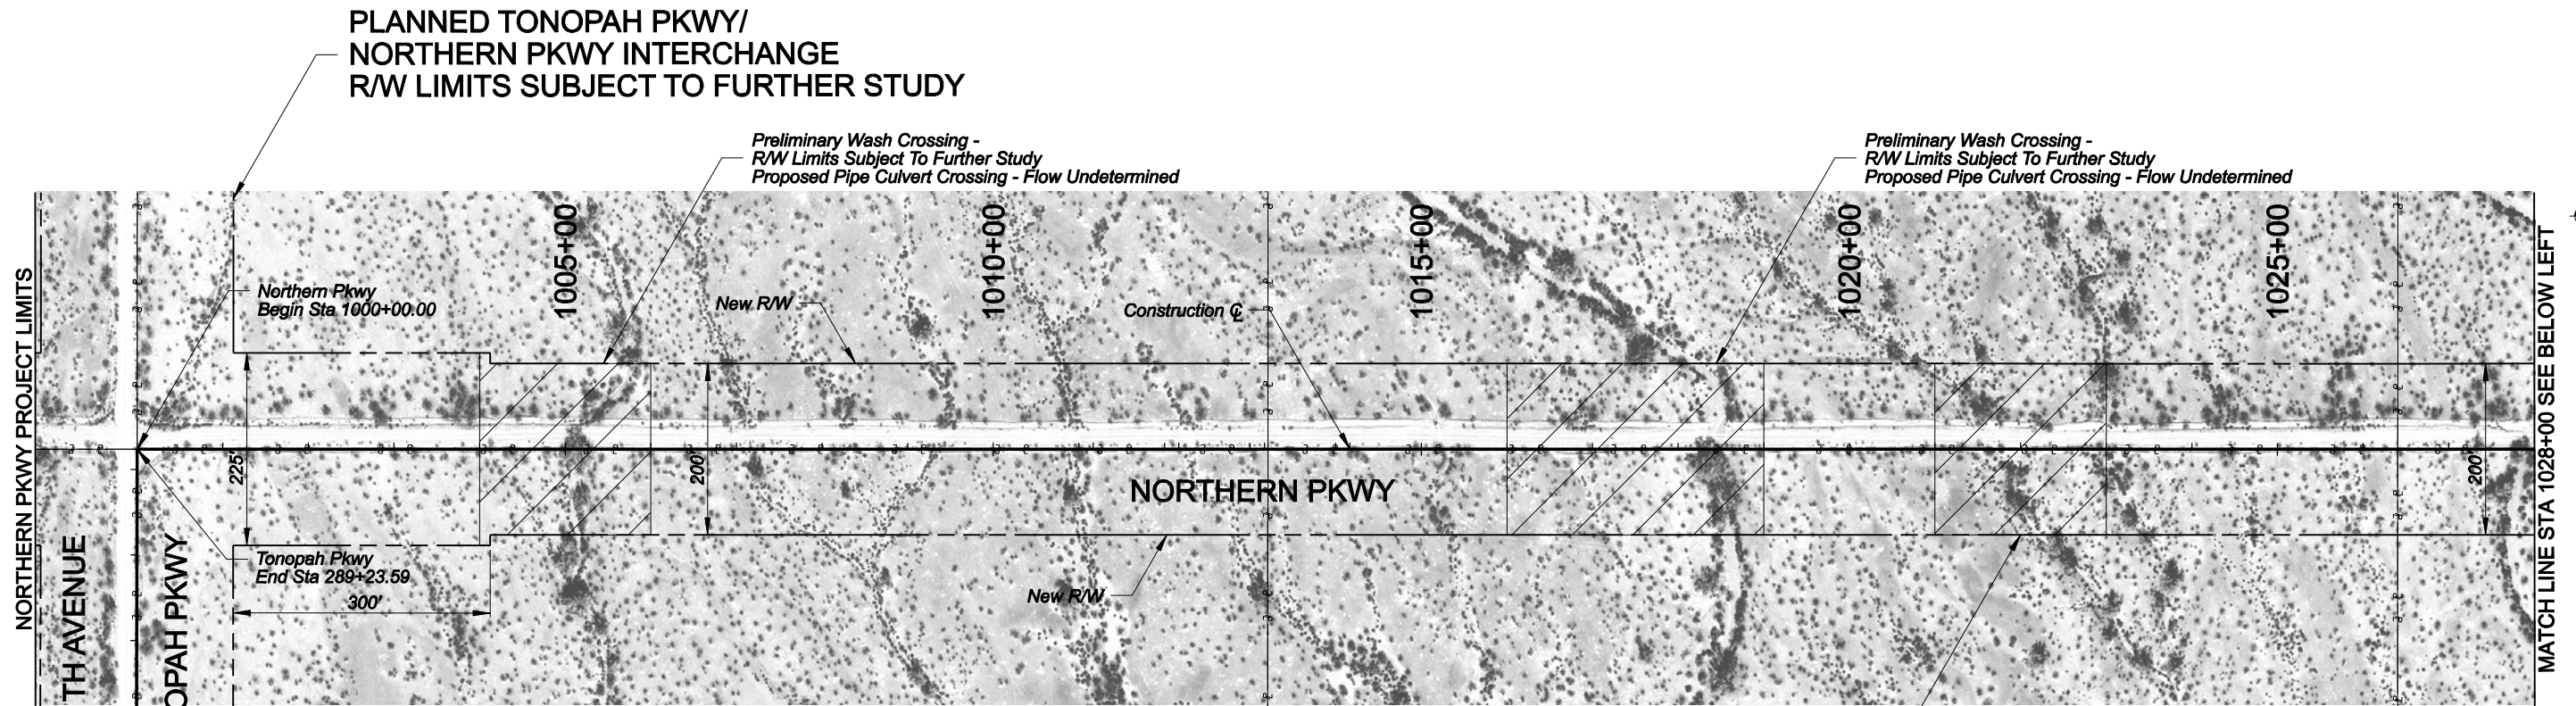 PLANNED TONOPAH PKWY/
NORTHERN PKWY INTERCHANGE
R/W LIMITS SUBJECT TO FURTHER STUDY
Preliminary Wash Crossing -
R/W Limits Subject To Further Study
Proposed Pipe Culvert Crossing - Flow Undetermined
Preliminary Wash Crossing -
R/W Limits Subject To Further Study
Proposed Pipe Culvert Crossing - Flow Undetermined
NORTHERN PKWY PROJECT LIMITS
1005+00
1010+00
1015+00
1020+00
1025+00
Northern Pkwy
Begin Sta 1000+00.00
New R/W
Construction ℄
225'
200'
200'
NORTHERN PKWY
TH AVENUE
OPAH PKWY
Tonopah Pkwy
End Sta 289+23.59
300'
New R/W
MATCH LINE STA 1028+00 SEE BELOW LEFT